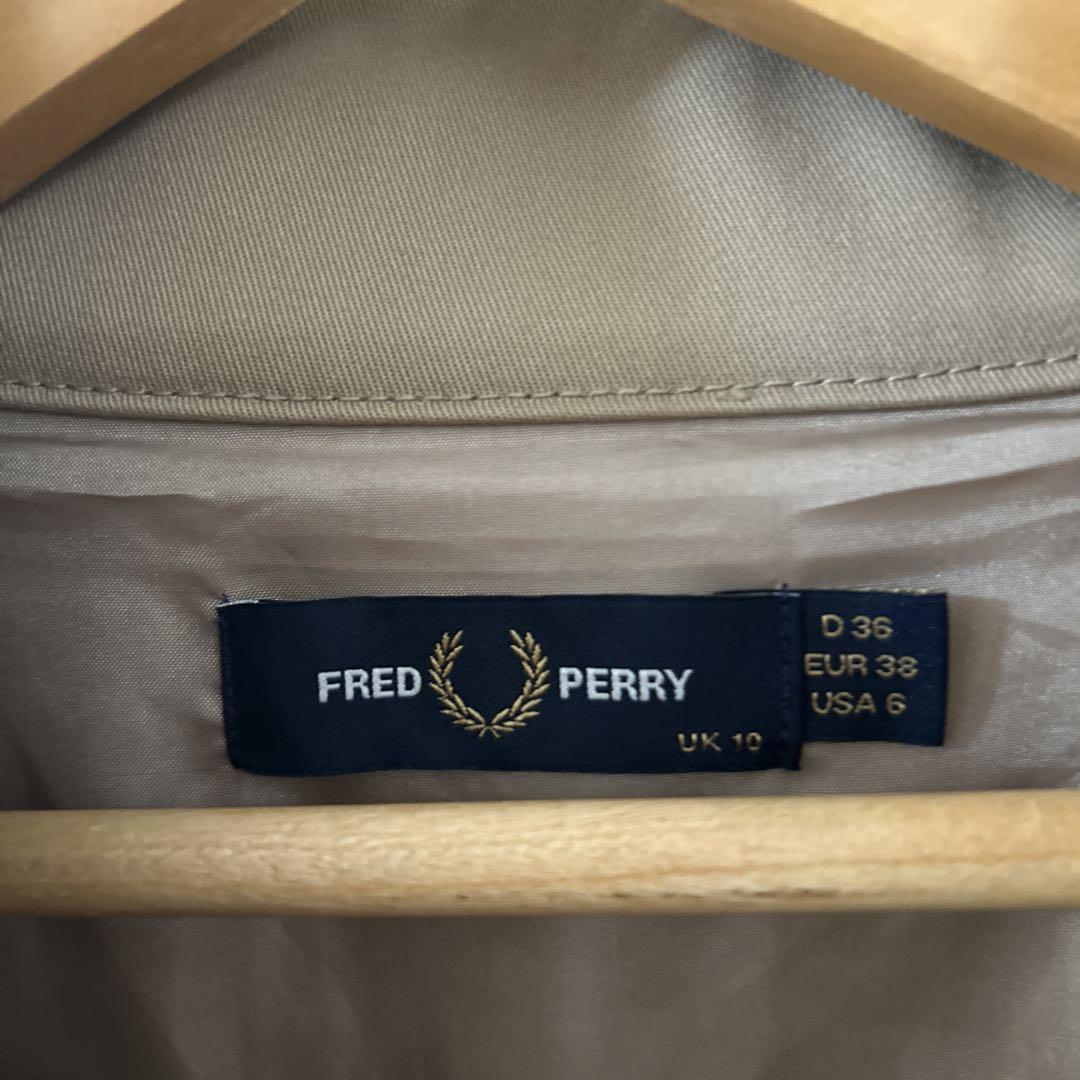 FRED PERRY
UK 10
D 36
EUR 38
USA 6